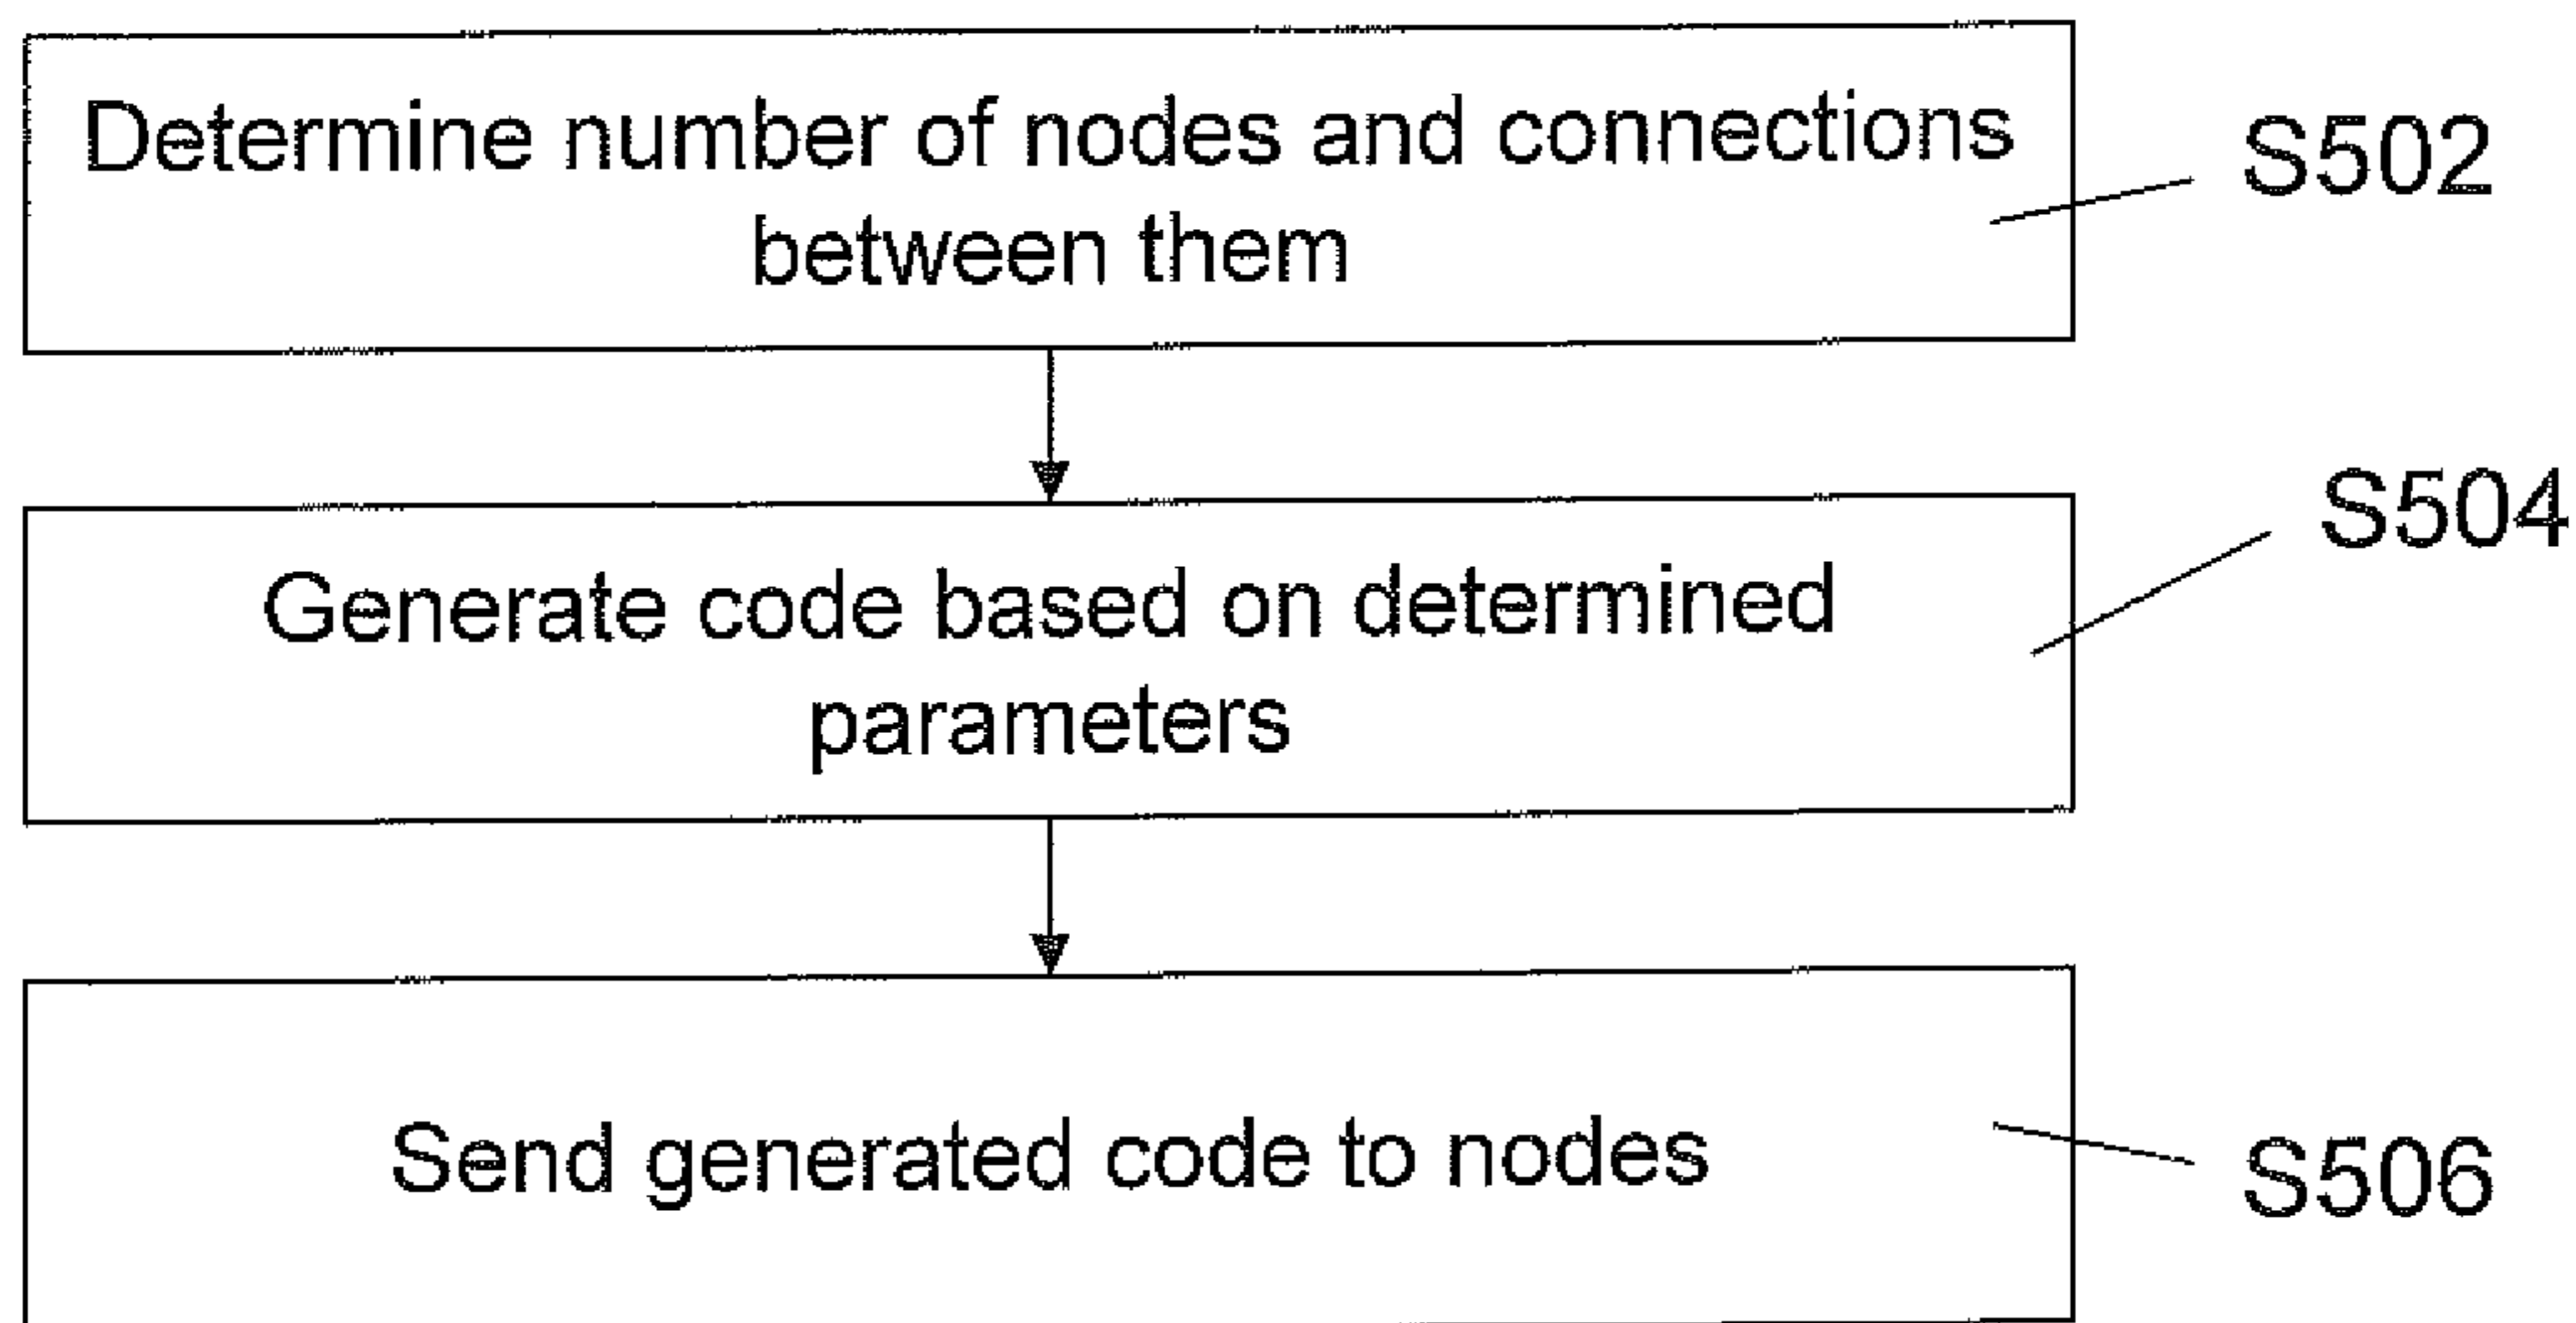 Determine number of nodes and connections
between them
S502
Generate code based on determined
parameters
S504
Send generated code to nodes
S506